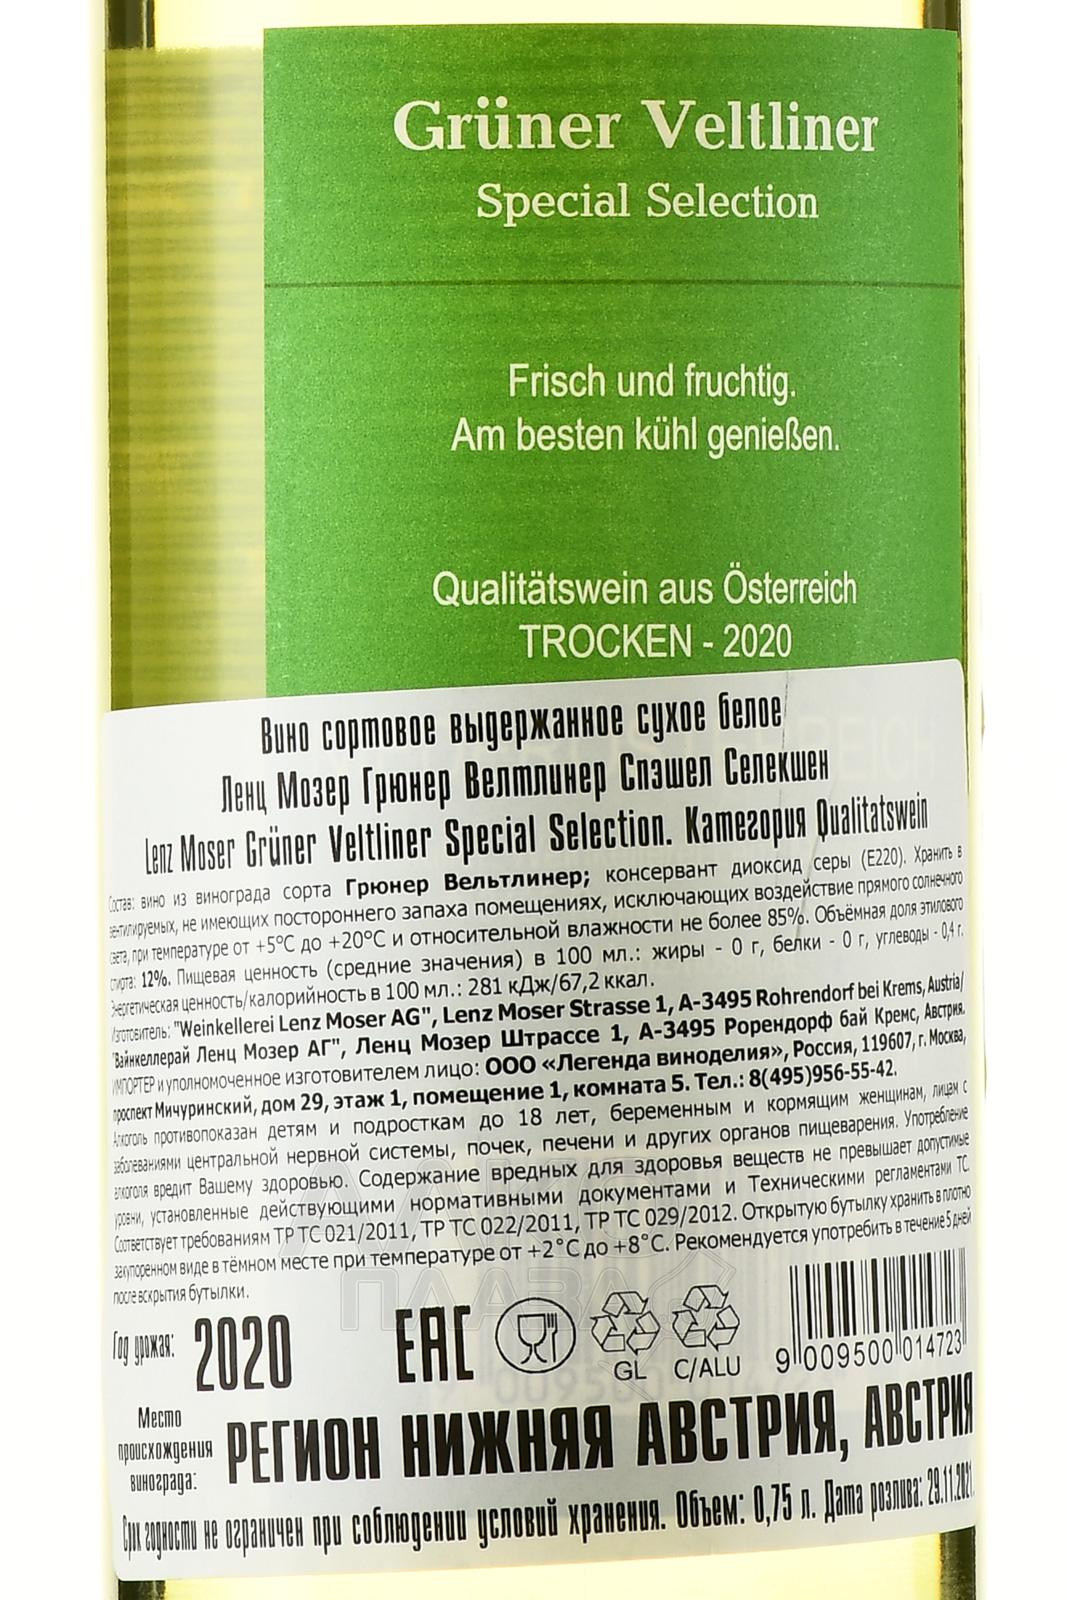 Grüner Veltliner
Special Selection
Frisch und fruchtig.
Am besten kühl genießen.
Qualitätswein aus Österreich
TROCKEN - 2020
Вино сортовое выдержанное сухое белое
Ленц Мозер Грюнер Велтлинер Спэшел Селекшен
Lenz Moser Grüner Veltliner Special Selection. Категория Qualitatswein
Состав: вино из винограда сорта Грюнер Вельтлинер; консервант диоксид серы (Е220). Хранить в
вентилируемых, не имеющих постороннего запаха помещениях, исключающих воздействие прямого солнечного
света, при температуре от +5°С до +20°С и относительной влажности не более 85%. Объёмная доля этилового
спирта: 12%. Пищевая ценность (средние значения) в 100 мл.: жиры - 0 г, белки - 0 г, углеводы - 0,4 г.
Энергетическая ценность/калорийность в 100 мл.: 281 кДж/67,2 ккал.
Изготовитель: "Weinkellerei Lenz Moser AG", Lenz Moser Strasse 1, A-3495 Rohrendorf bei Krems, Austria/
"Вайнкеллерай Ленц Мозер АГ", Ленц Мозер Штрассе 1, А-3495 Рорендорф бай Кремс, Австрия.
ИМПОРТЕР и уполномоченное изготовителем лицо: ООО «Легенда виноделия», Россия, 119607, г. Москва,
проспект Мичуринский, дом 29, этаж 1, помещение 1, комната 5. Тел.: 8(495)956-55-42.
Алкоголь противопоказан детям и подросткам до 18 лет, беременным и кормящим женщинам, лицам с
заболеваниями центральной нервной системы, почек, печени и других органов пищеварения. Употребление
алкоголя вредит Вашему здоровью. Содержание вредных для здоровья веществ не превышает допустимые
уровни, установленные действующими нормативными документами и Техническими регламентами ТС.
Соответствует требованиям ТР ТС 021/2011, ТР ТС 022/2011, ТР ТС 029/2012. Открытую бутылку хранить в плотно
закупоренном виде в тёмном месте при температуре от +2°С до +8°С. Рекомендуется употребить в течение 5 дней
после вскрытия бутылки.
Год урожая: 2020 EAC
GL C/ALU
9 009500 014723
Место
происхождения
винограда:
РЕГИОН НИЖНЯЯ АВСТРИЯ, АВСТРИЯ
Срок годности не ограничен при соблюдении условий хранения. Объем: 0,75 л. Дата розлива: 29.11.2021.